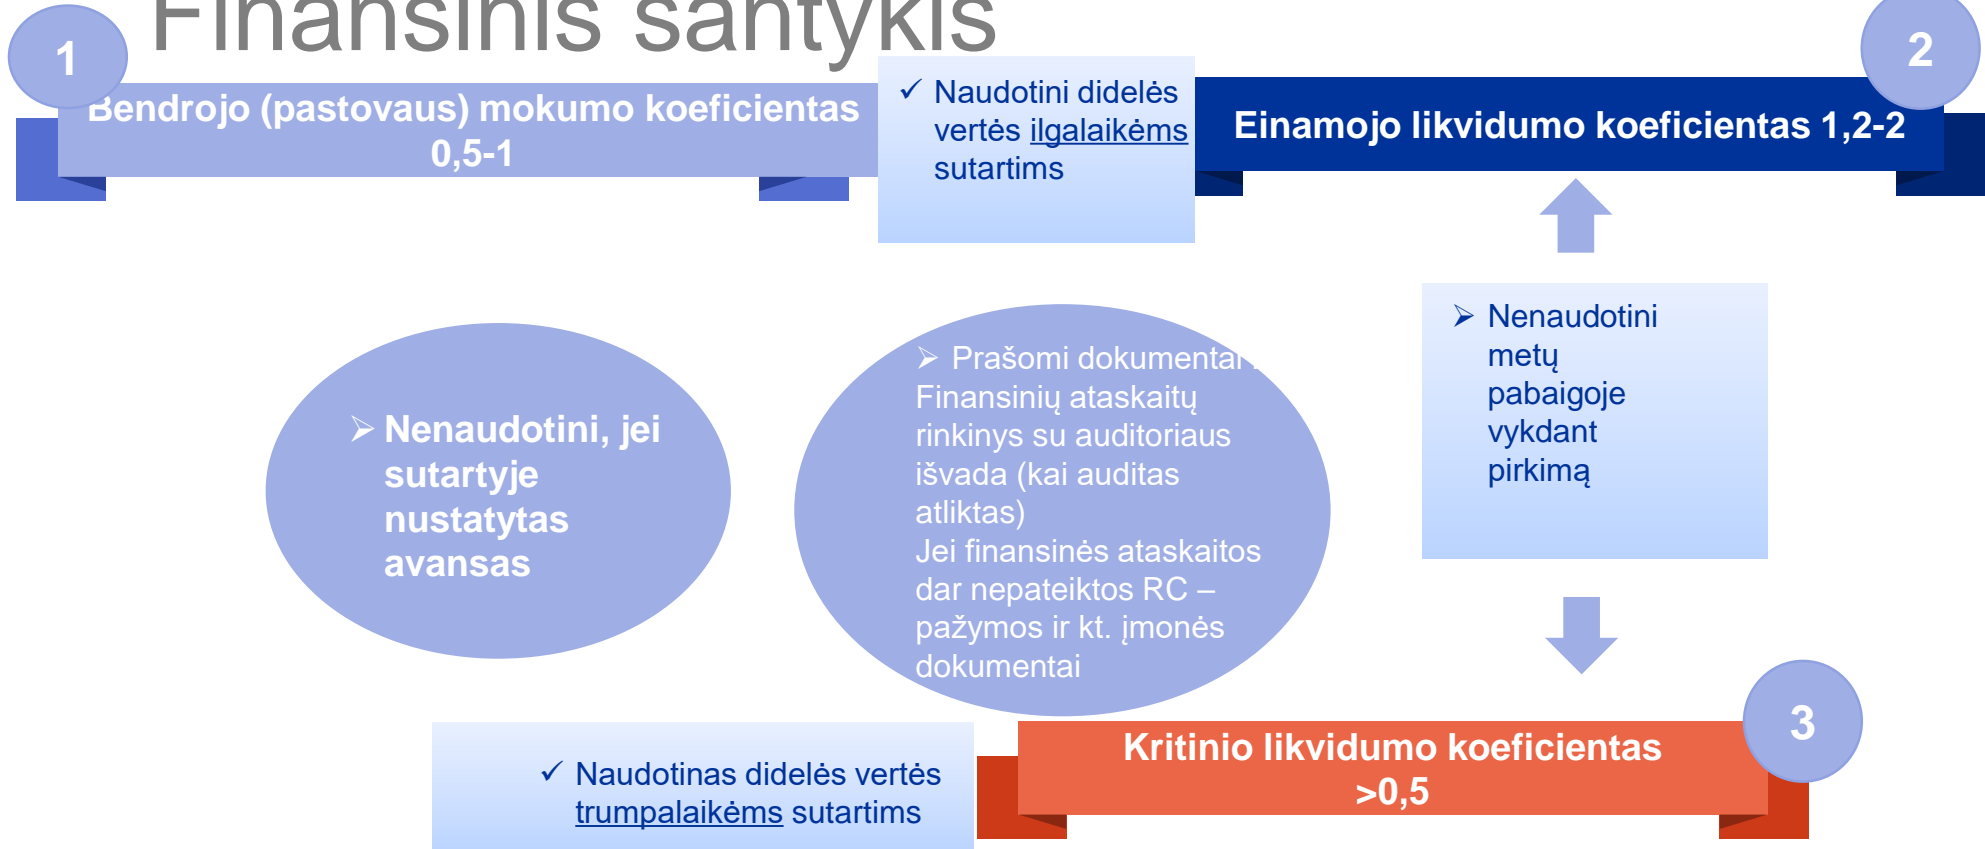 Finansinis santykis
1
Bendrojo (pastovaus) mokumo koeficientas
0,5-1
✓ Naudotini didelės
vertės ilgalaikėms
sutartims
2
Einamojo likvidumo koeficientas 1,2-2
➢ Nenaudotini, jei
sutartyje
nustatytas
avansas
➢ Prašomi dokumentai:
Finansinių ataskaitų
rinkinys su auditoriaus
išvada (kai auditas
atliktas)
Jei finansinės ataskaitos
dar nepateiktos RC –
pažymos ir kt. įmonės
dokumentai
➢ Nenaudotini
metų
pabaigoje
vykdant
pirkimą
✓ Naudotinas didelės vertės
trumpalaikėms sutartims
3
Kritinio likvidumo koeficientas
>0,5